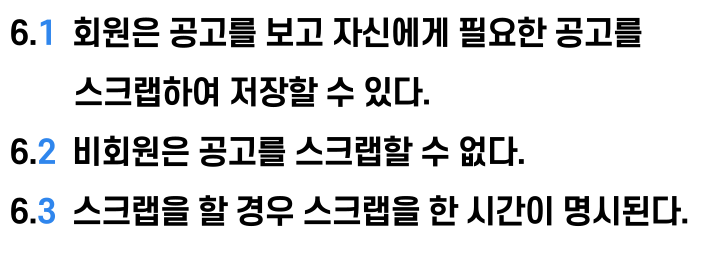 6.1 회원은 공고를 보고 자신에게 필요한 공고를
스크랩하여 저장할 수 있다.
6.2 비회원은 공고를 스크랩할 수 없다.
6.3 스크랩을 할 경우 스크랩을 한 시간이 명시된다.